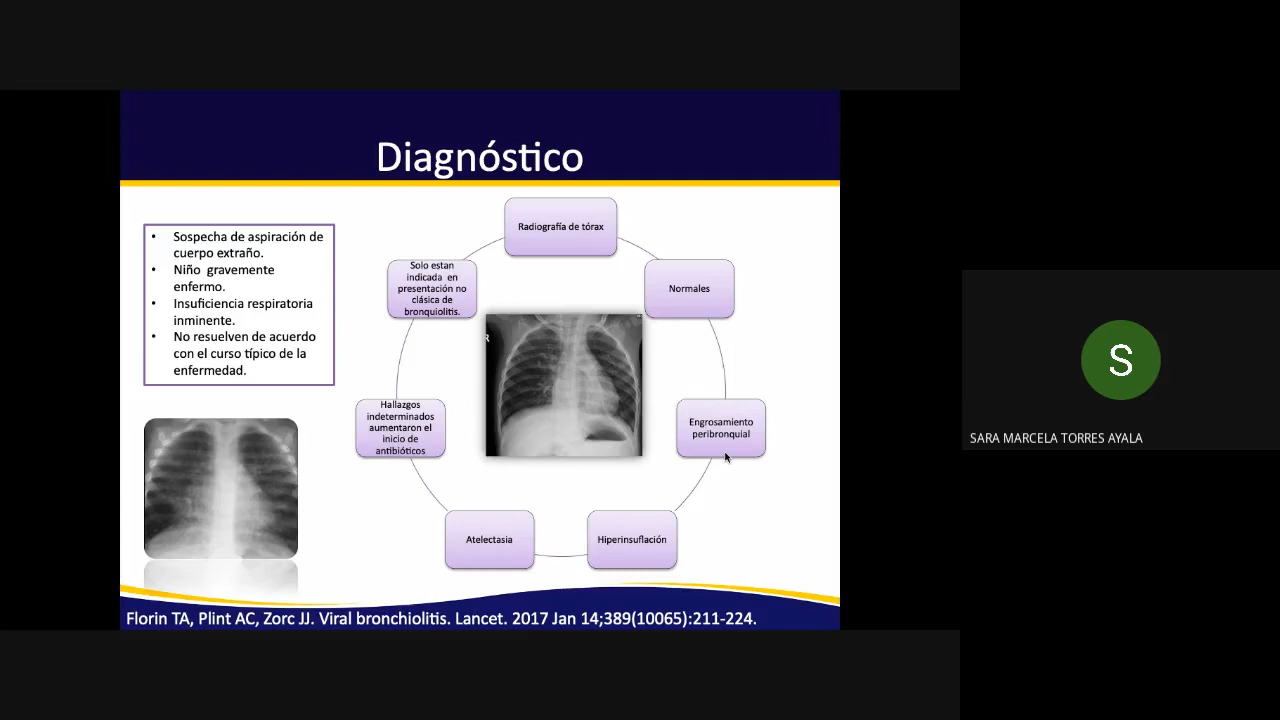 Diagnóstico
• Sospecha de aspiración de
cuerpo extraño.
• Niño gravemente
enfermo.
• Insuficiencia respiratoria
inminente.
• No resuelven de acuerdo
con el curso típico de la
enfermedad.
Radiografía de tórax
Normales
Engrosamiento
peribronquial
Hiperinsuflación
Atelectasia
Hallazgos
indeterminados
aumentaron el
inicio de
antibióticos
Solo estan
indicada en
presentación no
clásica de
bronquiolitis.
R
Florin TA, Plint AC, Zorc JJ. Viral bronchiolitis. Lancet. 2017 Jan 14;389(10065):211-224.
S
SARA MARCELA TORRES AYALA